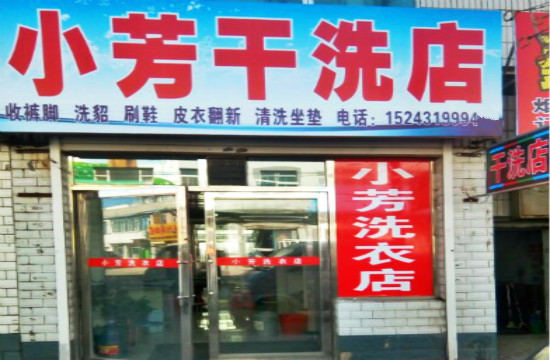 小芳干洗店
收裤脚 洗貂 刷鞋 皮衣翻新 清洗坐垫 电话:1524319994
干洗店
小芳洗衣店
小芳洗衣店
小芳洗衣店